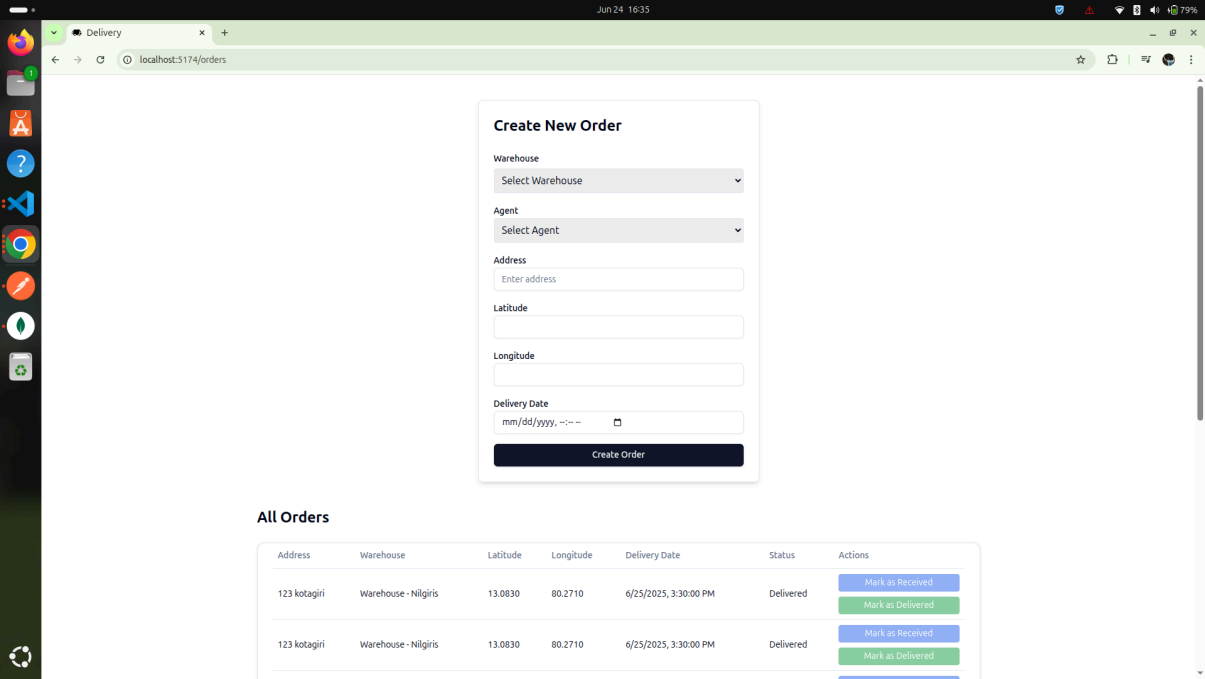 Jun 24 16:35
79%
Delivery
localhost:5174/orders
1
Create New Order
Warehouse
Select Warehouse
Agent
Select Agent
Address
Enter address
Latitude
Longitude
Delivery Date
mm/dd/yyyy, --:-- --
Create Order
All Orders
Address Warehouse Latitude Longitude Delivery Date Status Actions
123 kotagiri Warehouse - Nilgiris 13.0830 80.2710 6/25/2025, 3:30:00 PM Delivered Mark as Received
Mark as Delivered
123 kotagiri Warehouse - Nilgiris 13.0830 80.2710 6/25/2025, 3:30:00 PM Delivered Mark as Received
Mark as Delivered